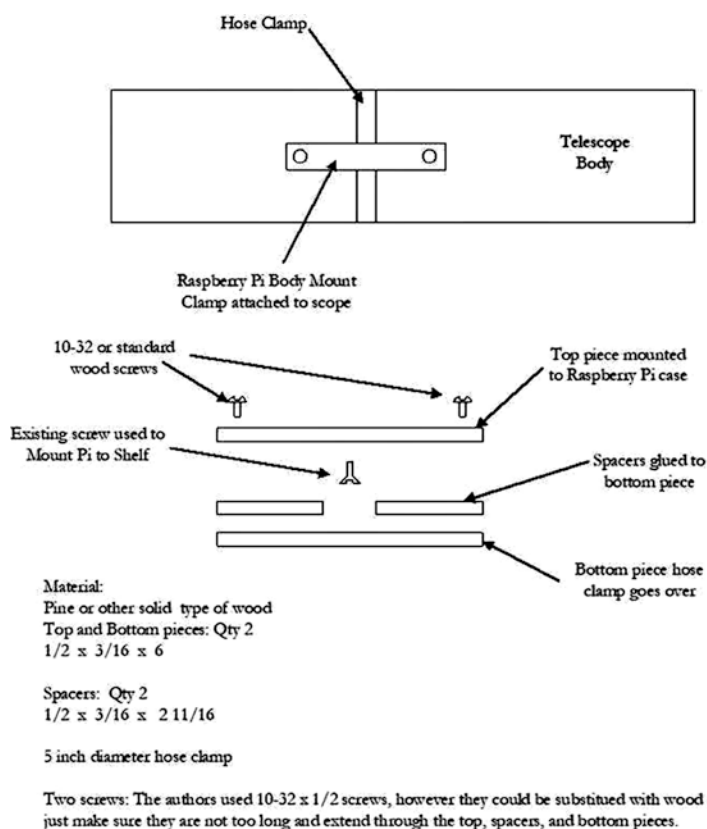 Hose Clamp
Telescope
Body
Raspberry Pi Body Mount
Clamp attached to scope
10-32 or standard
wood screws
Top piece mounted
to Raspberry Pi case
Existing screw used to
Mount Pi to Shelf
Spacers glued to
bottom piece
Bottom piece hose
clamp goes over
Material:
Pine or other solid type of wood
Top and Bottom pieces: Qty 2
1/2 x 3/16 x 6
Spacers: Qty 2
1/2 x 3/16 x 2 11/16
5 inch diameter hose clamp
Two screws: The authors used 10-32 x 1/2 screws, however they could be substitued with wood
just make sure they are not too long and extend through the top, spacers, and bottom pieces.